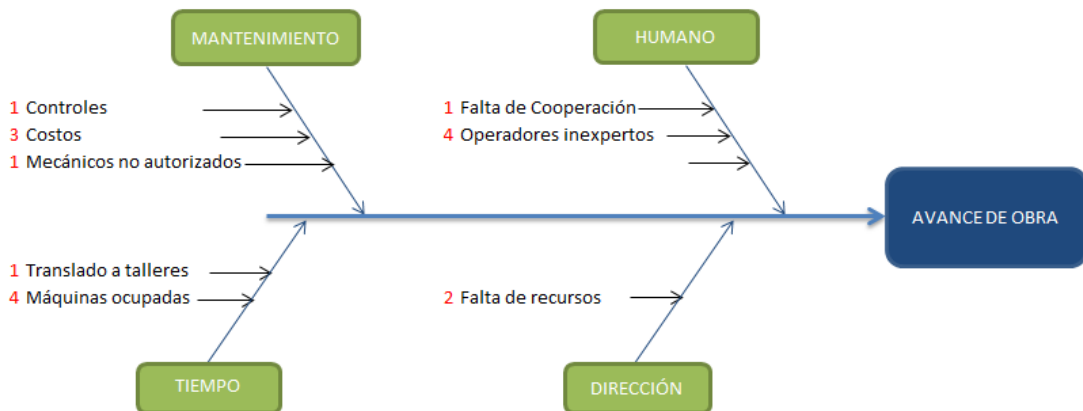 MANTENIMIENTO
HUMANO
1 Controles
3 Costos
1 Mecánicos no autorizados
1 Falta de Cooperación
4 Operadores inexpertos
AVANCE DE OBRA
1 Translado a talleres
4 Máquinas ocupadas
2 Falta de recursos
TIEMPO
DIRECCIÓN